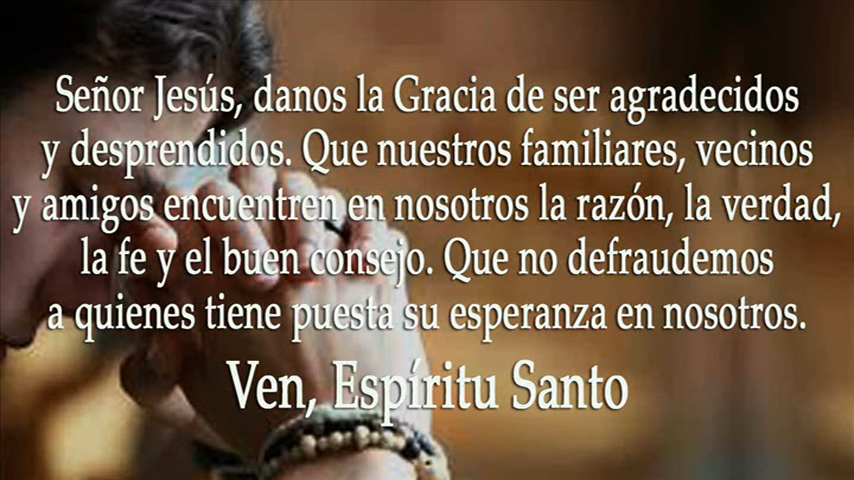 Señor Jesús, danos la Gracia de ser agradecidos
y desprendidos. Que nuestros familiares, vecinos
y amigos encuentren en nosotros la razón, la verdad,
la fe y el buen consejo. Que no defraudemos
a quienes tiene puesta su esperanza en nosotros.
Ven, Espíritu Santo